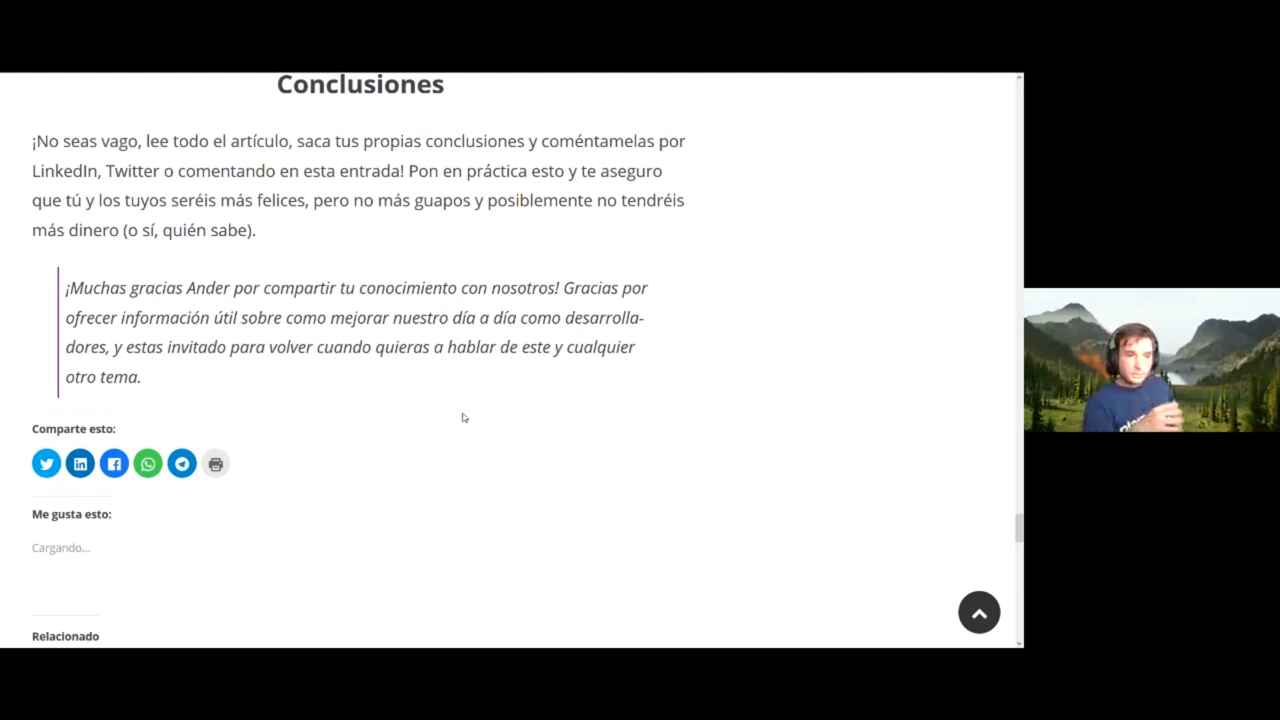 Conclusiones
¡No seas vago, lee todo el artículo, saca tus propias conclusiones y coméntamelas por
LinkedIn, Twitter o comentando en esta entrada! Pon en práctica esto y te aseguro
que tú y los tuyos seréis más felices, pero no más guapos y posiblemente no tendréis
más dinero (o sí, quién sabe).
¡Muchas gracias Ander por compartir tu conocimiento con nosotros! Gracias por
ofrecer información útil sobre como mejorar nuestro día a día como desarrolla-
dores, y estas invitado para volver cuando quieras a hablar de este y cualquier
otro tema.
Comparte esto:
Me gusta esto:
Cargando...
Relacionado